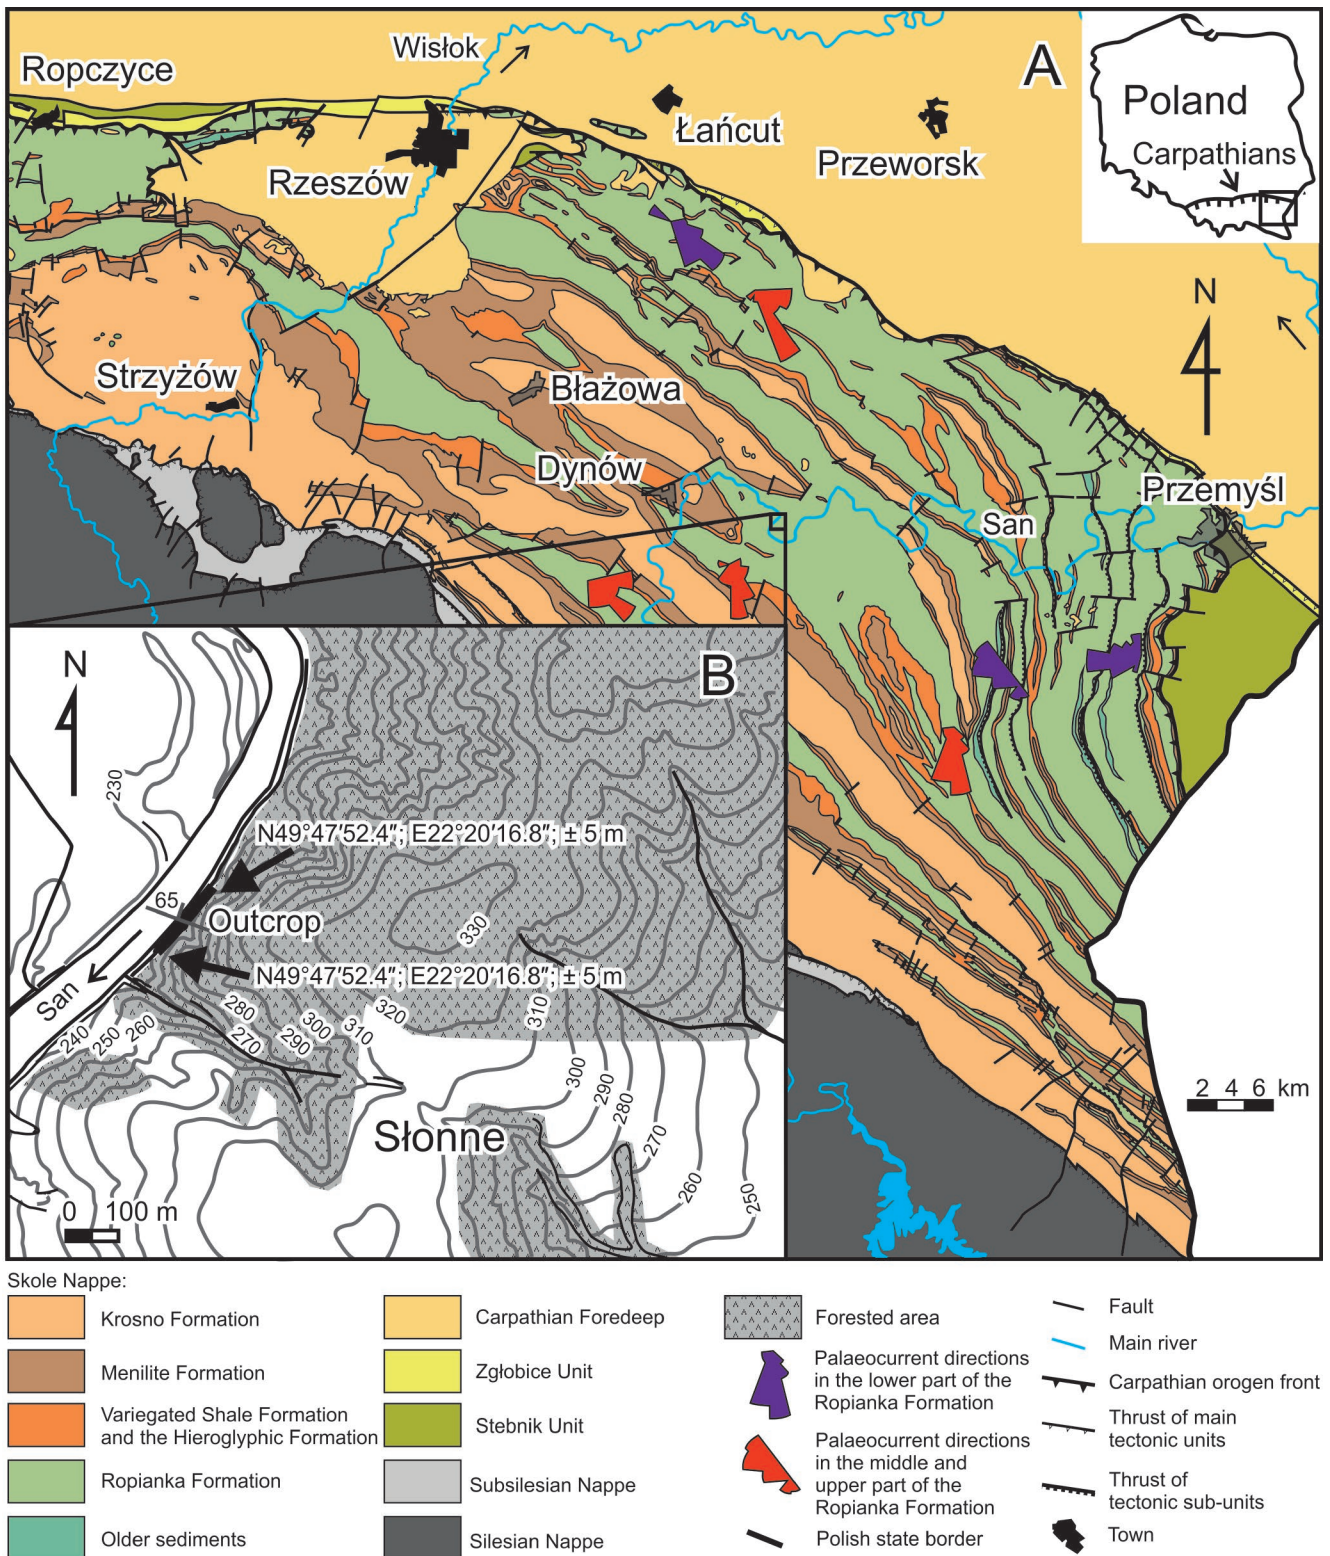 A
Poland
Carpathians
Ropczyce
Wisłok
Łańcut
Przeworsk
Rzeszów
N
Strzyżów
Błażowa
Dynów
San
Przemyśl
2 4 6 km
B
N
230
N49°47'52.4"; E22°20'16.8"; ± 5 m
65
Outcrop
330
N49°47'52.4"; E22°20'16.8"; ± 5 m
San
240
250
260
280
270
290
300
310
320
310
300
290
280
270
260
250
Słonne
0 100 m
Skole Nappe:
Krosno Formation
Menilite Formation
Variegated Shale Formation
and the Hieroglyphic Formation
Ropianka Formation
Older sediments
Carpathian Foredeep
Zgłobice Unit
Stebnik Unit
Subsilesian Nappe
Silesian Nappe
Forested area
Palaeocurrent directions
in the lower part of the
Ropianka Formation
Palaeocurrent directions
in the middle and
upper part of the
Ropianka Formation
Polish state border
Fault
Main river
Carpathian orogen front
Thrust of main
tectonic units
Thrust of
tectonic sub-units
Town